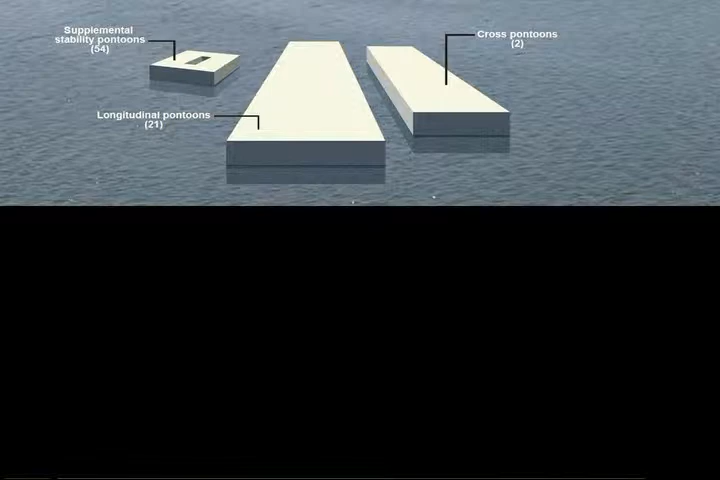 Supplemental
stability pontoons
(54)
Cross pontoons
(2)
Longitudinal pontoons
(21)